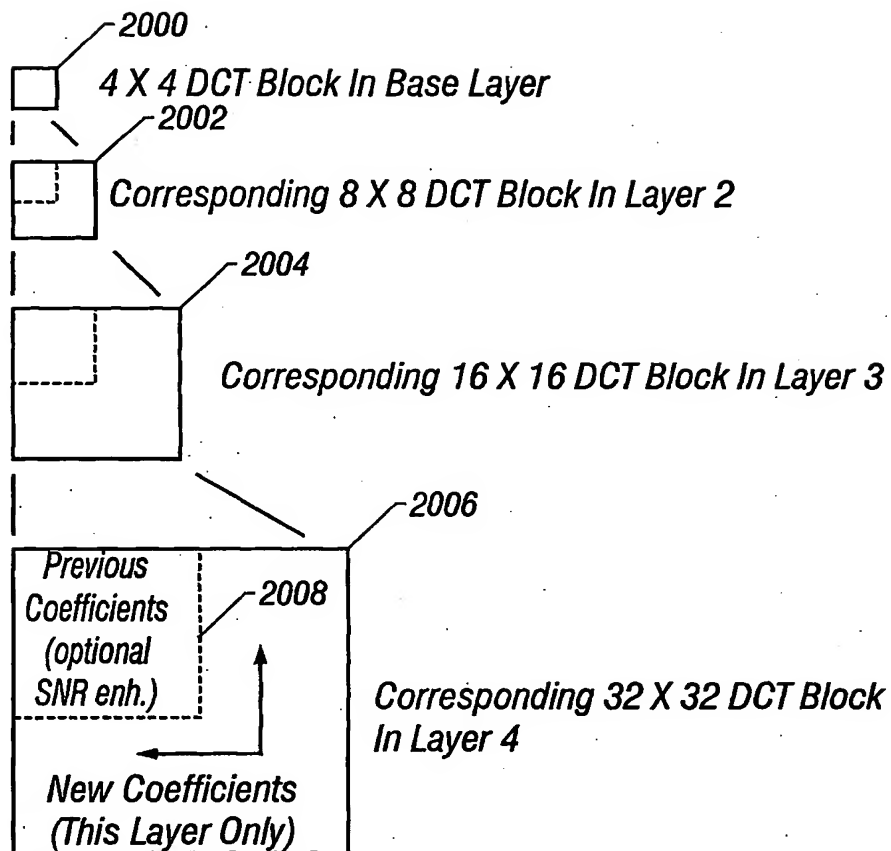 2000
4 X 4 DCT Block In Base Layer
2002
Corresponding 8 X 8 DCT Block In Layer 2
2004
Corresponding 16 X 16 DCT Block In Layer 3
2006
Previous
Coefficients
(optional
SNR enh.)
2008
Corresponding 32 X 32 DCT Block
In Layer 4
New Coefficients
(This Layer Only)